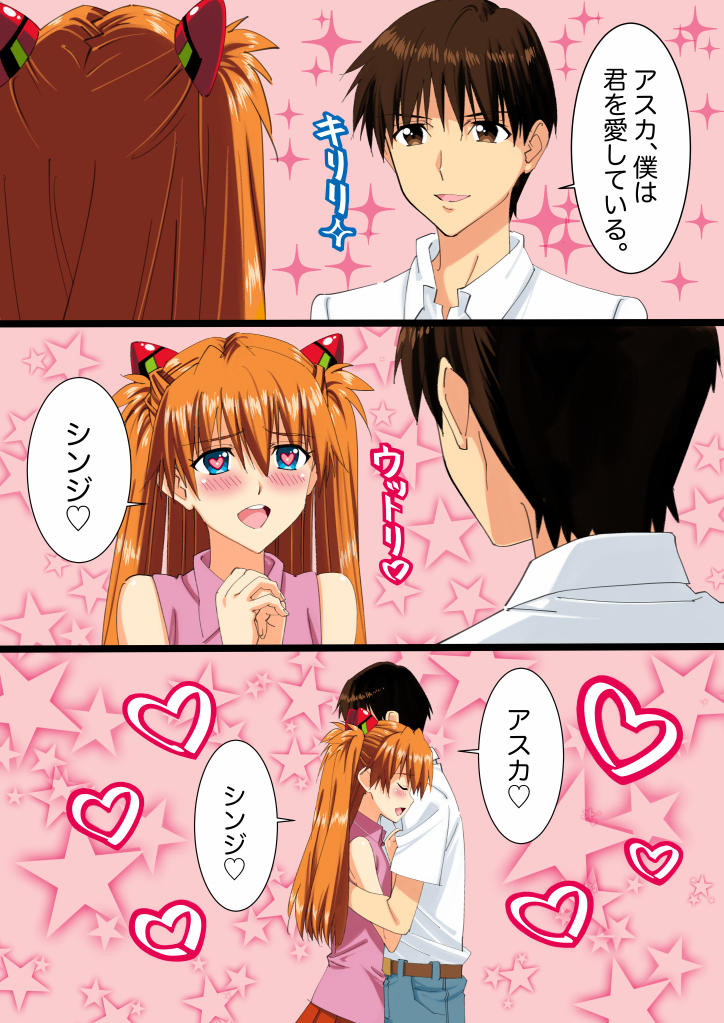 アスカ、僕は
君を愛している。
キリリ
シンジ♡
ウットリ♡
アスカ♡
シンジ♡